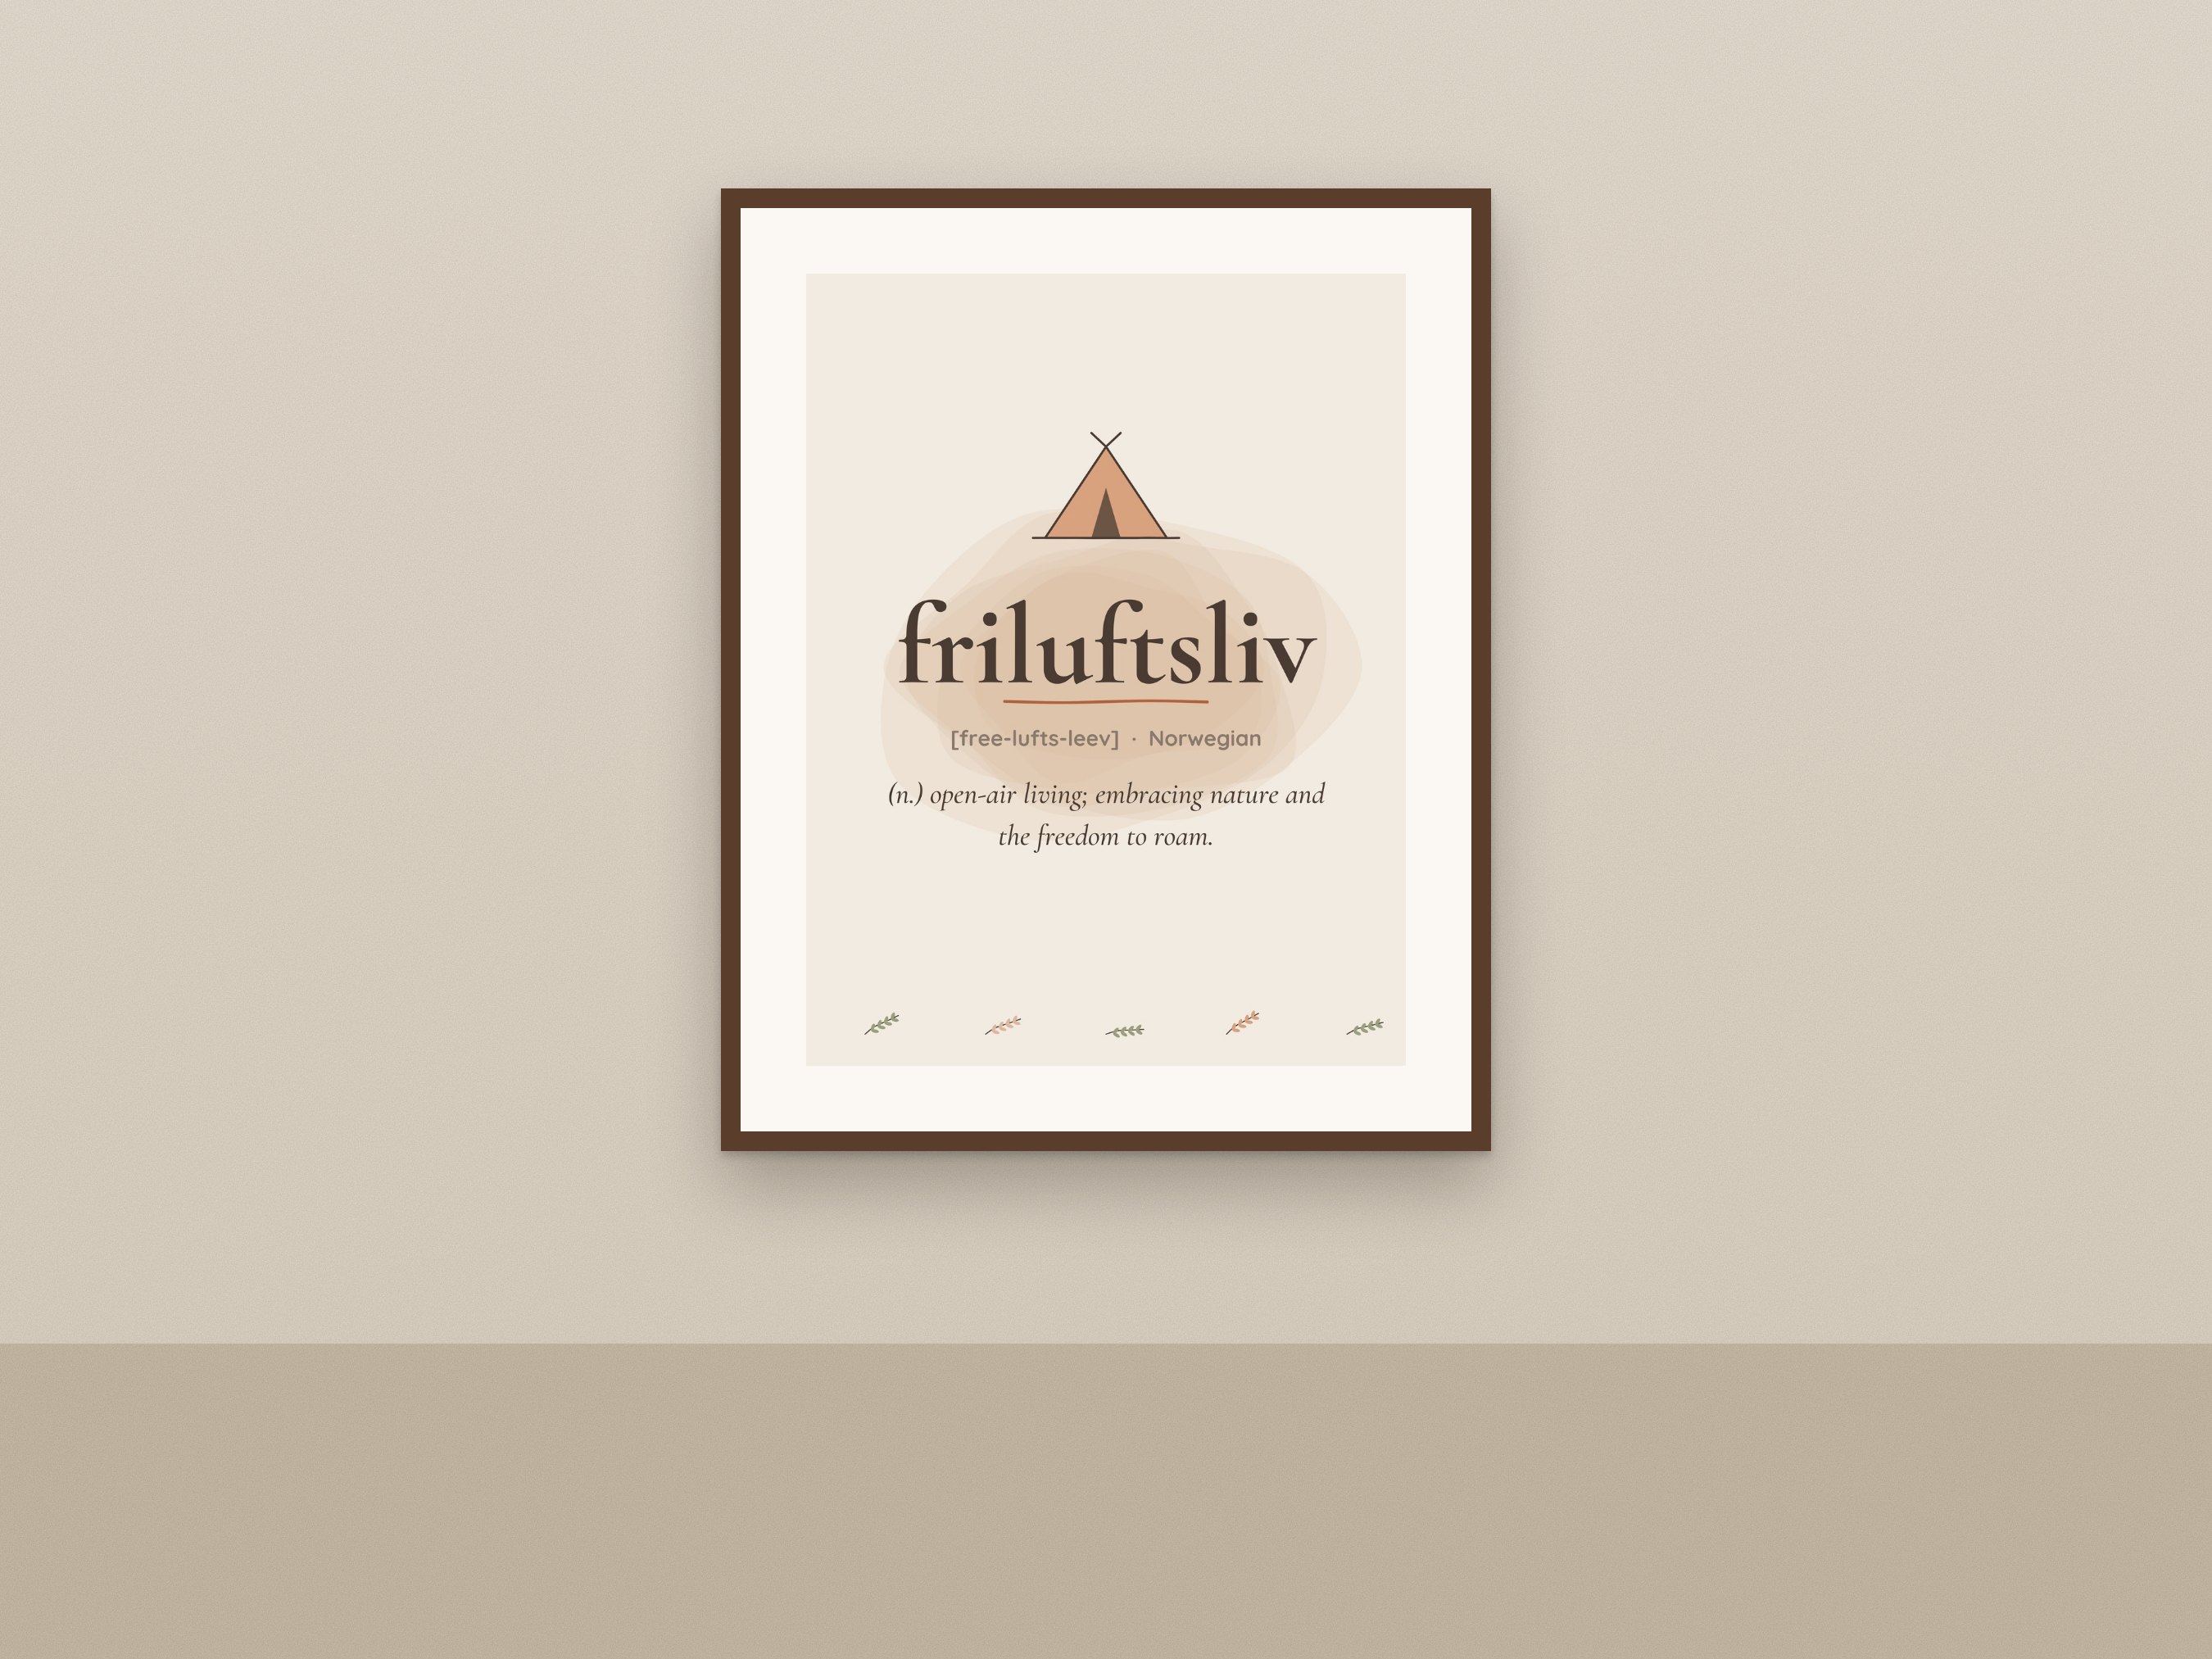 friluftsliv
[free-lufts-leev] · Norwegian
(n.) open-air living; embracing nature and
the freedom to roam.